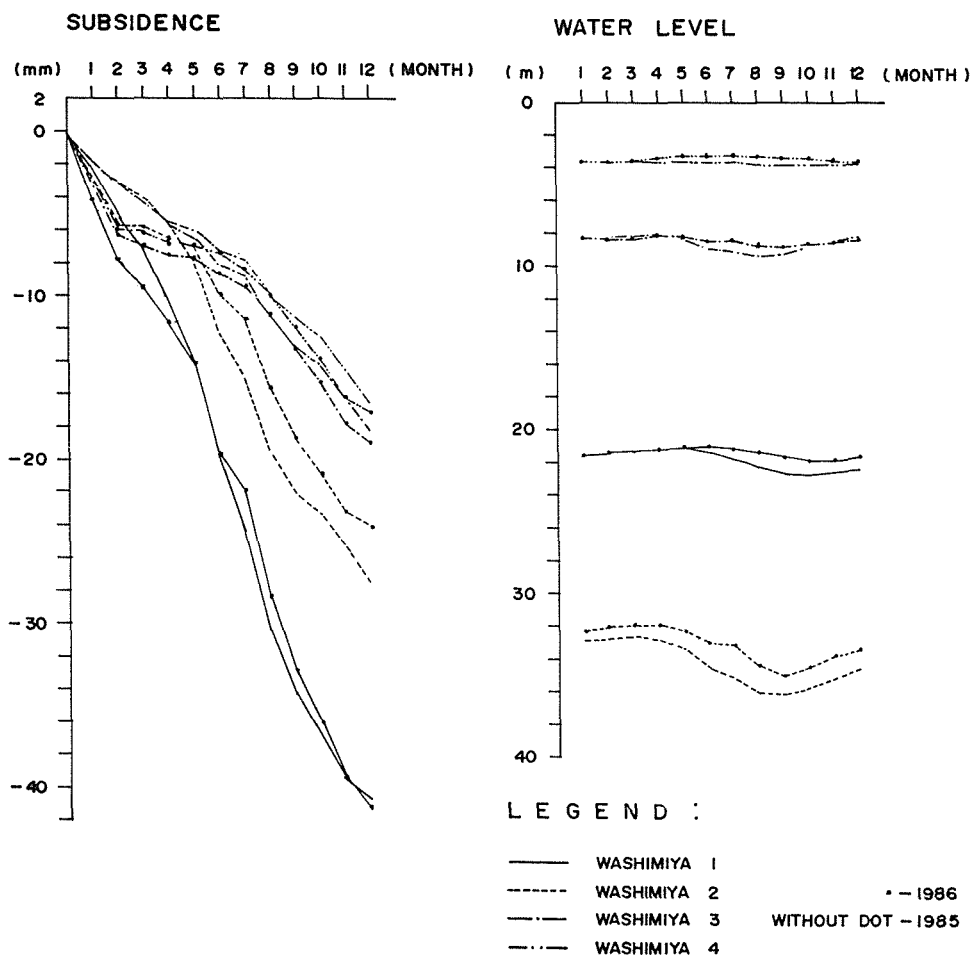 SUBSIDENCE
(mm) 1 2 3 4 5 6 7 8 9 10 11 12 (MONTH)
2
0
-10
-20
-30
-40
WATER LEVEL
(m) 1 2 3 4 5 6 7 8 9 10 11 12 (MONTH)
0
10
20
30
40
LEGEND :
WASHIMIYA 1
WASHIMIYA 2 • - 1986
WASHIMIYA 3 WITHOUT DOT - 1985
WASHIMIYA 4